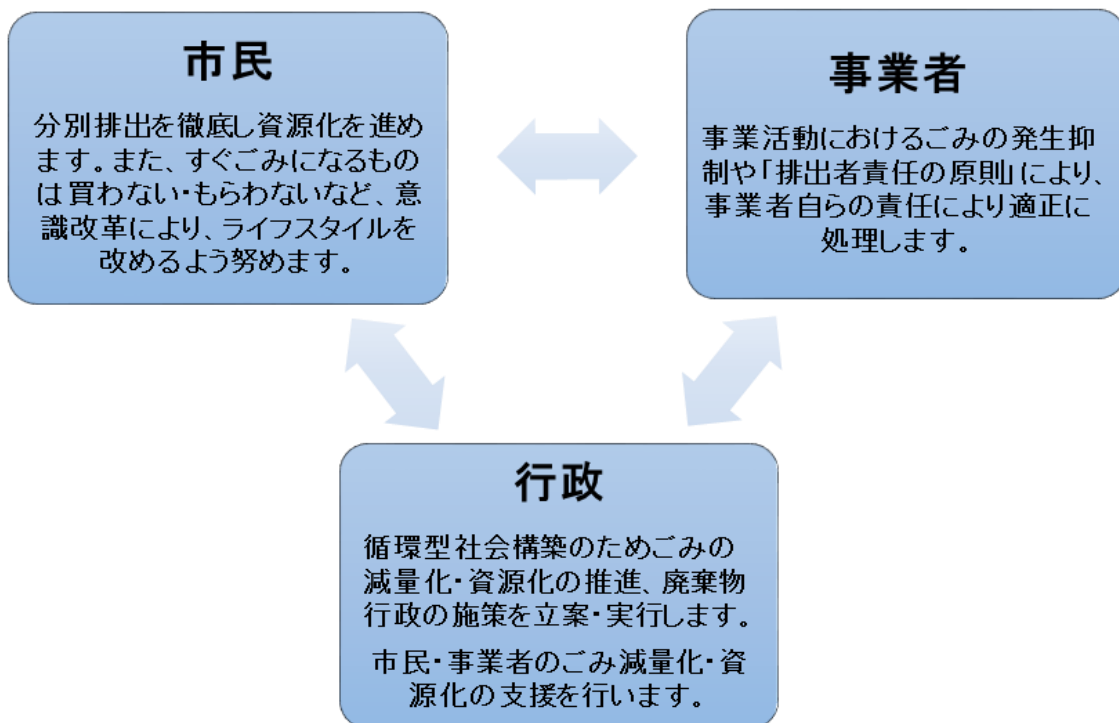 市民
分別排出を徹底し資源化を進め
ます。また、すぐごみになるもの
は買わない・もらわないなど、意
識改革により、ライフスタイルを
改めるよう努めます。
事業者
事業活動におけるごみの発生抑
制や「排出者責任の原則」により、
事業者自らの責任により適正に
処理します。
行政
循環型社会構築のためごみの
減量化・資源化の推進、廃棄物
行政の施策を立案・実行します。
市民・事業者のごみ減量化・資
源化の支援を行います。